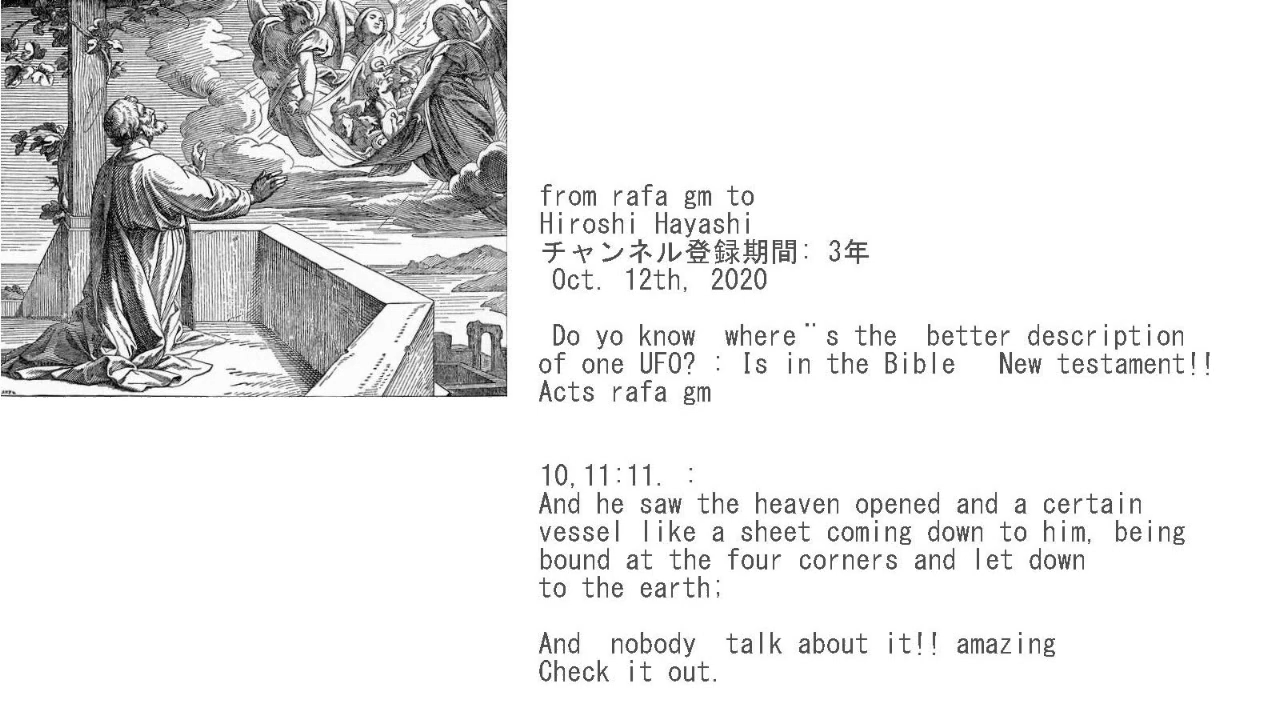 from rafa gm to
Hiroshi Hayashi
チャンネル登録期間: 3年
Oct. 12th, 2020
Do yo know where¨s the better description
of one UFO? : Is in the Bible New testament!!
Acts rafa gm
10,11:11. :
And he saw the heaven opened and a certain
vessel like a sheet coming down to him, being
bound at the four corners and let down
to the earth;
And nobody talk about it!! amazing
Check it out.